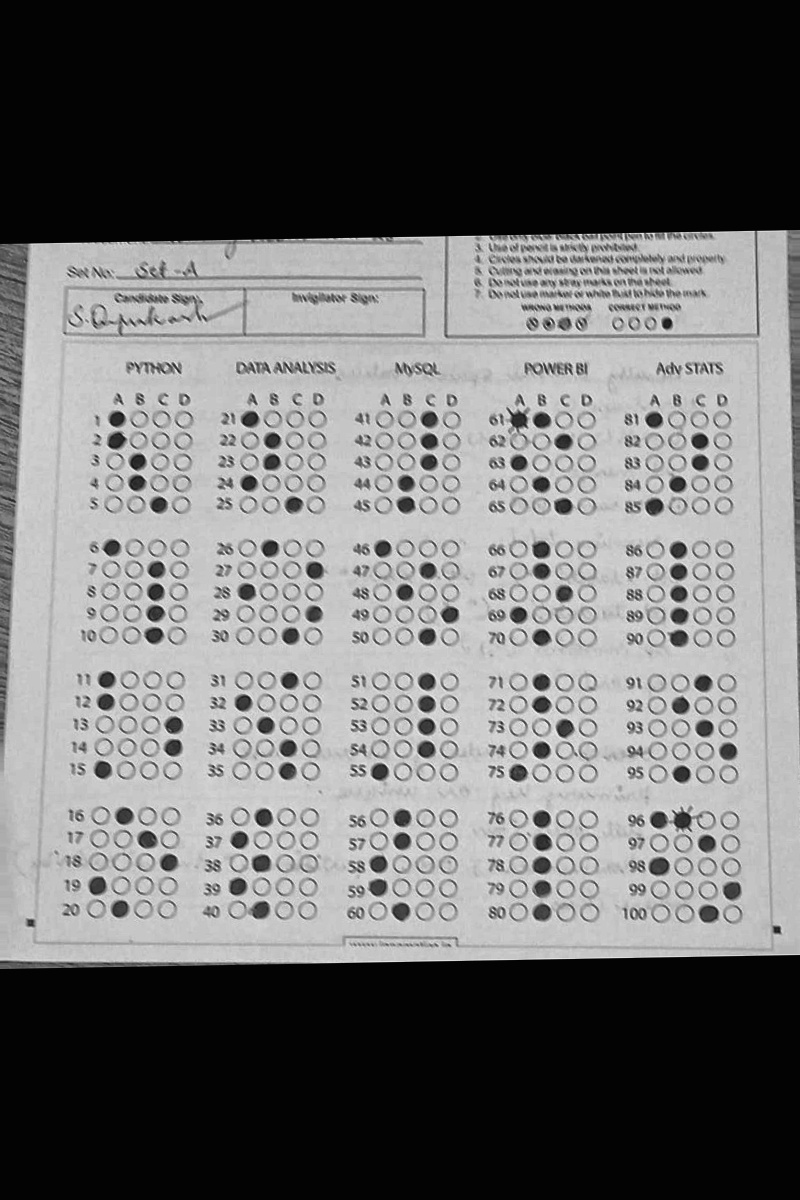 Set No: Set-A
3. Use of pencil is strictly prohibited.
4. Circles should be darkened completely and properly.
5. Cutting and erasing on this sheet is not allowed.
6. Do not use any stray marks on the sheet.
7. Do not use marker or white fluid to hide the mark.
WRONG METHODS CORRECT METHOD
Candidate Sign: Invigilator Sign:
PYTHON DATA ANALYSIS MySQL POWER BI Adv STATS
A B C D A B C D A B C D A B C D A B C D
1 21 41 61 81
2 22 42 62 82
3 23 43 63 83
4 24 44 64 84
5 25 45 65 85
6 26 46 66 86
7 27 47 67 87
8 28 48 68 88
9 29 49 69 89
10 30 50 70 90
11 31 51 71 91
12 32 52 72 92
13 33 53 73 93
14 34 54 74 94
15 35 55 75 95
16 36 56 76 96
17 37 57 77 97
18 38 58 78 98
19 39 59 79 99
20 40 60 80 100